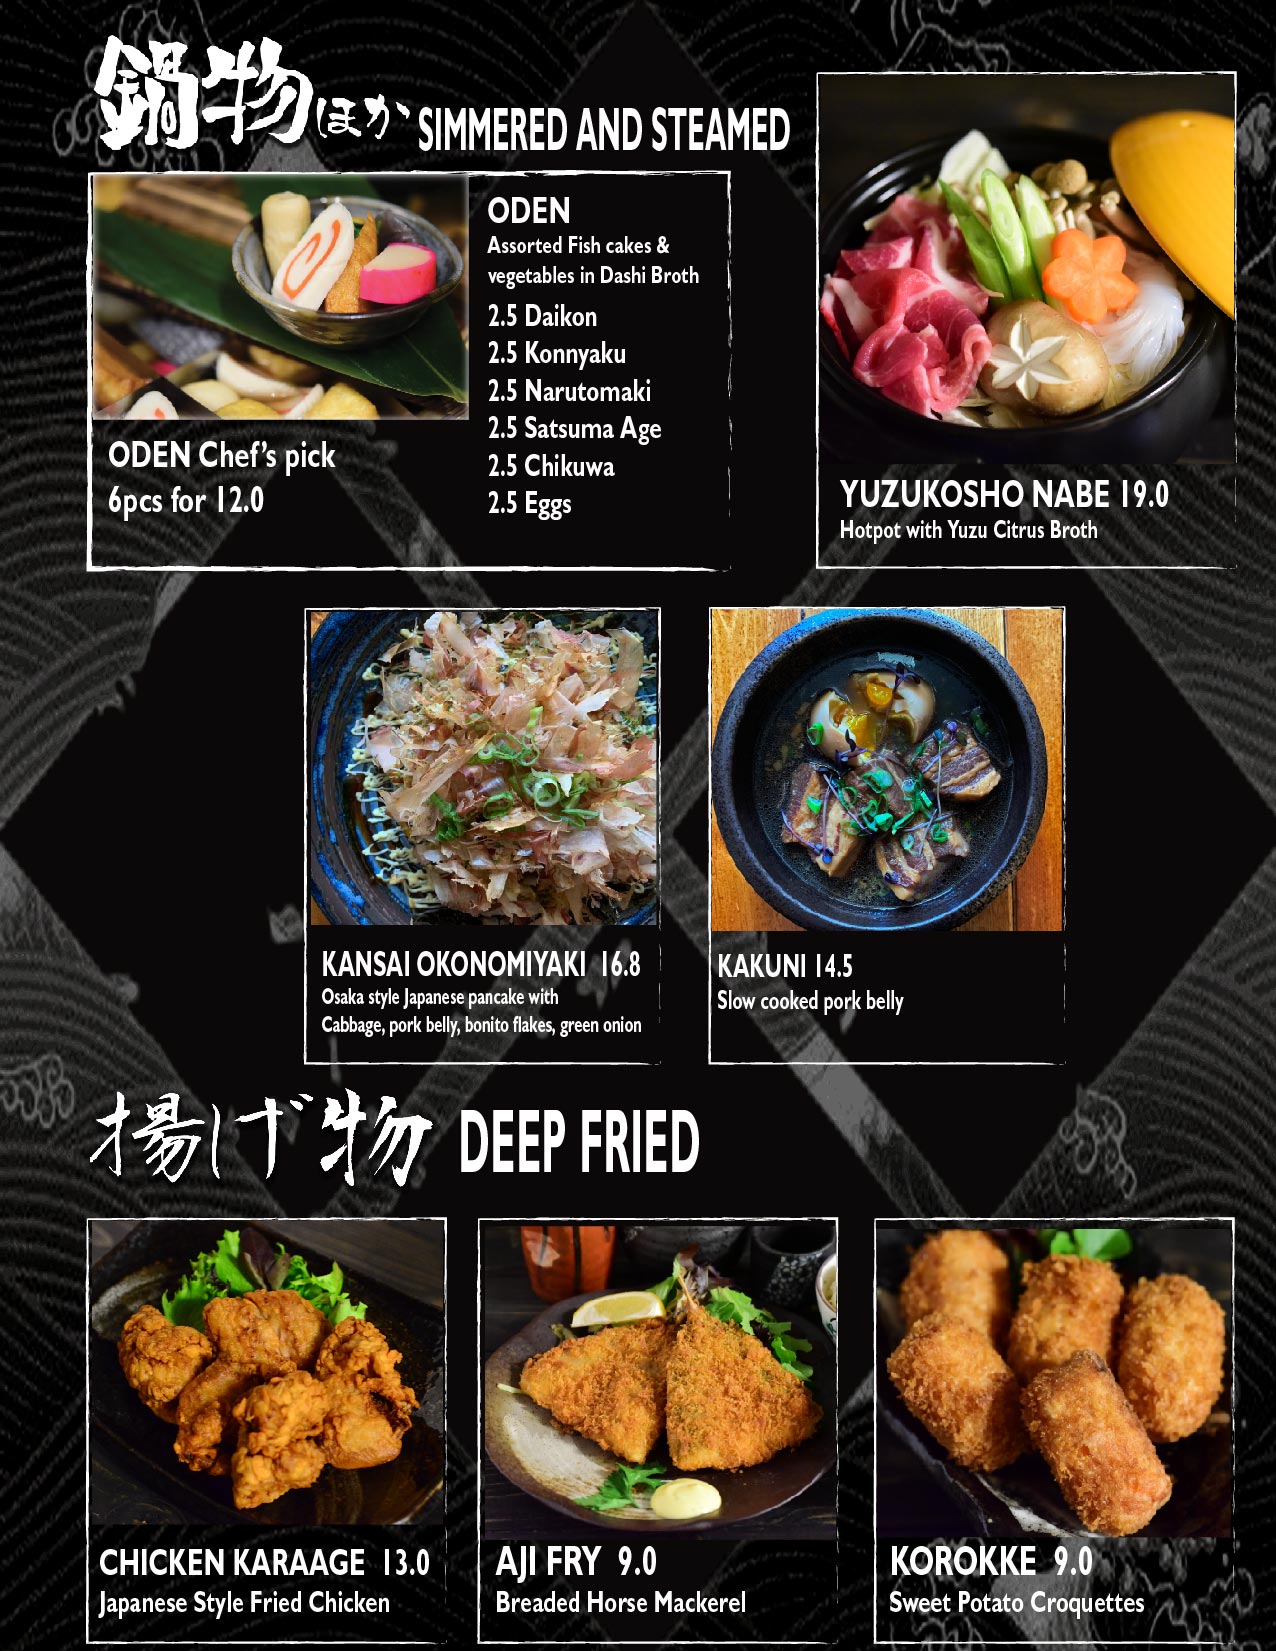 鍋物ほか SIMMERED AND STEAMED
ODEN
Assorted Fish cakes &
vegetables in Dashi Broth
2.5 Daikon
2.5 Konnyaku
2.5 Narutomaki
2.5 Satsuma Age
2.5 Chikuwa
2.5 Eggs
ODEN Chef's pick
6pcs for 12.0
YUZUKOSHO NABE 19.0
Hotpot with Yuzu Citrus Broth
KANSAI OKONOMIYAKI 16.8
Osaka style Japanese pancake with
Cabbage, pork belly, bonito flakes, green onion
KAKUNI 14.5
Slow cooked pork belly
揚げ物 DEEP FRIED
CHICKEN KARAAGE 13.0
Japanese Style Fried Chicken
AJI FRY 9.0
Breaded Horse Mackerel
KOROKKE 9.0
Sweet Potato Croquettes